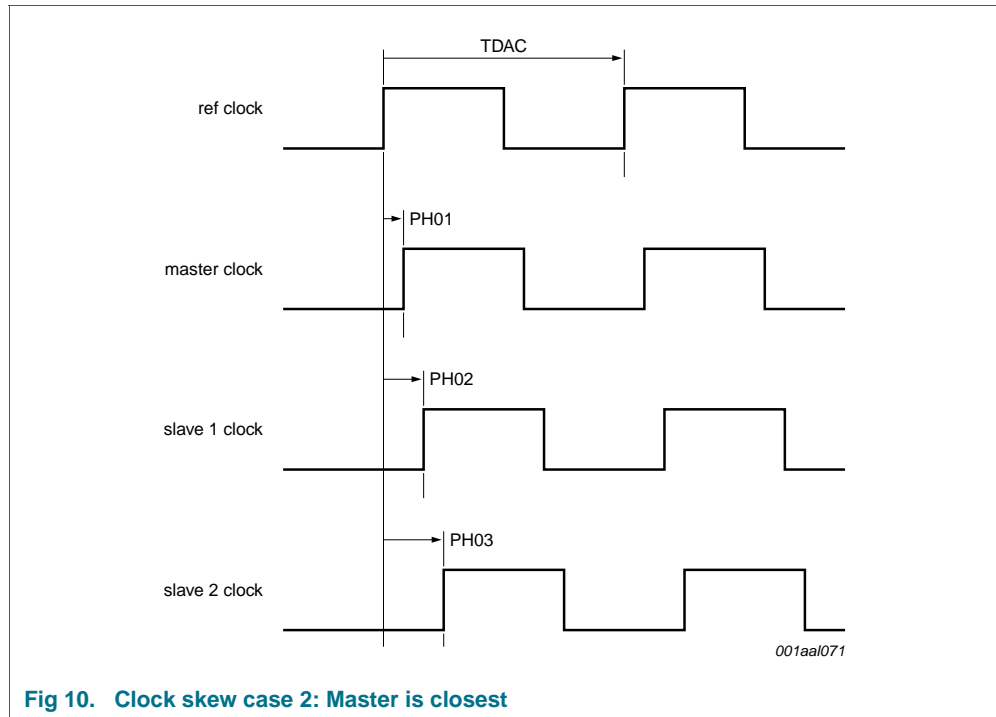 TDAC
ref clock
PH01
master clock
PH02
slave 1 clock
PH03
slave 2 clock
001aal071
Fig 10. Clock skew case 2: Master is closest